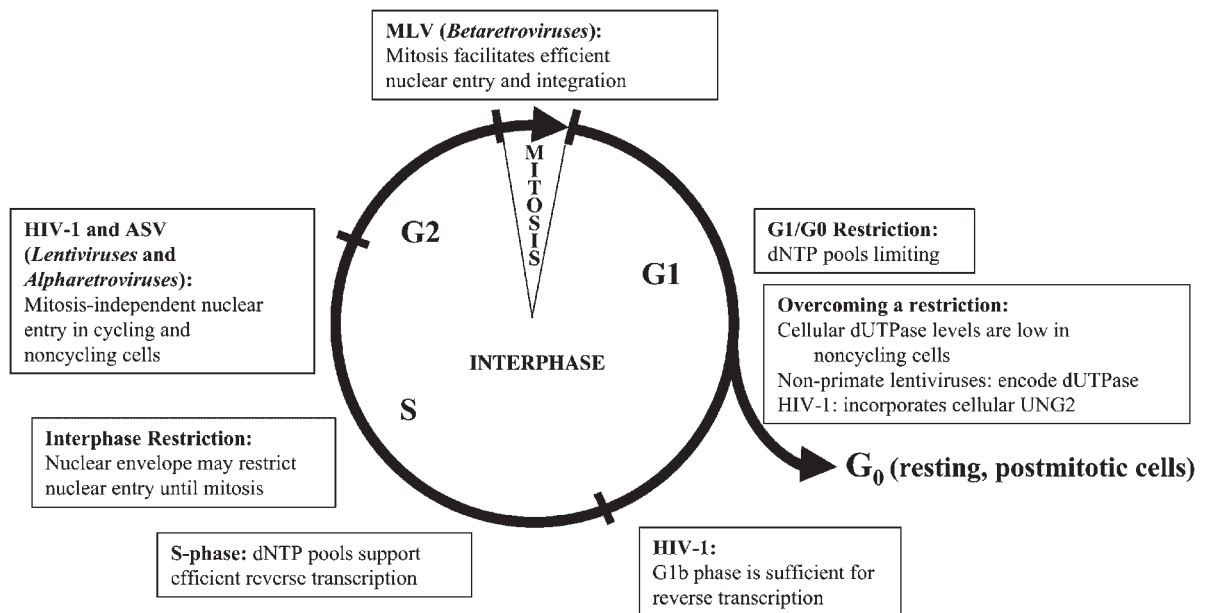 MLV (Betaretroviruses):
Mitosis facilitates efficient
nuclear entry and integration
MITOSIS
G2
G1
HIV-1 and ASV
(Lentiviruses and
Alpharetroviruses):
Mitosis-independent nuclear
entry in cycling and
noncycling cells
G1/G0 Restriction:
dNTP pools limiting
Overcoming a restriction:
Cellular dUTPase levels are low in
noncycling cells
Non-primate lentiviruses: encode dUTPase
HIV-1: incorporates cellular UNG2
INTERPHASE
S
Interphase Restriction:
Nuclear envelope may restrict
nuclear entry until mitosis
G0 (resting, postmitotic cells)
S-phase: dNTP pools support
efficient reverse transcription
HIV-1:
G1b phase is sufficient for
reverse transcription